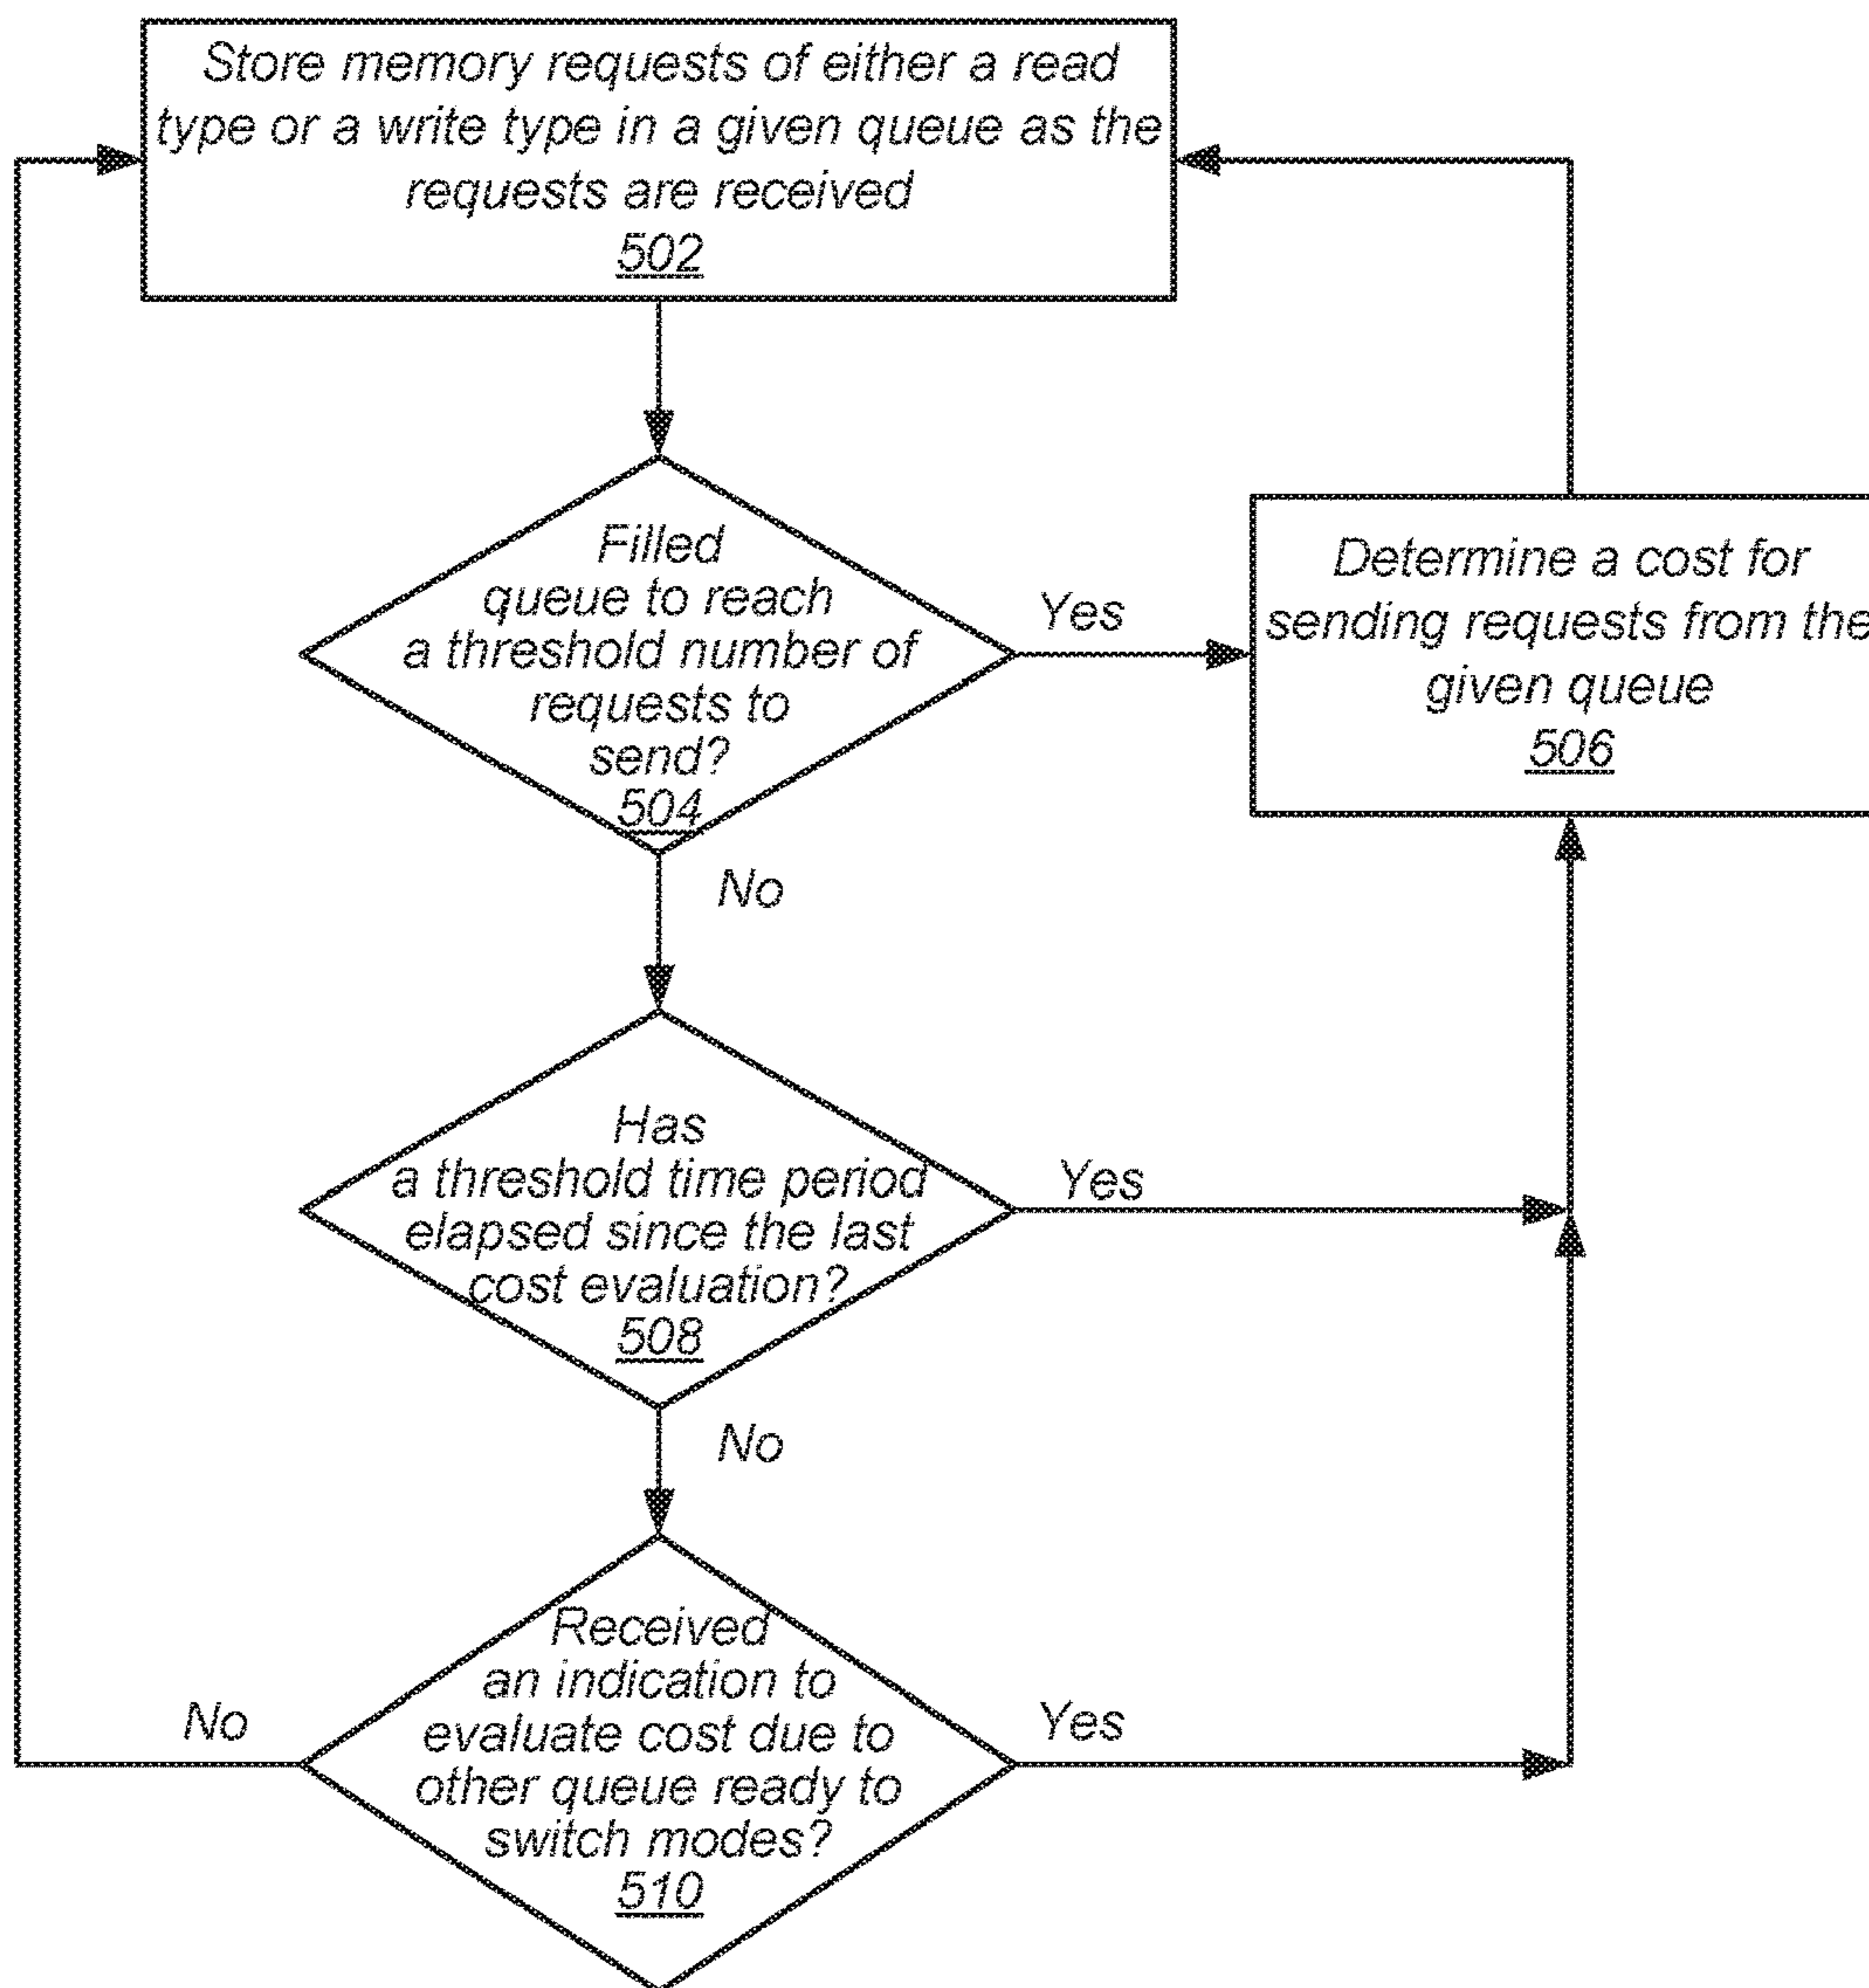 Store memory requests of either a read
type or a write type in a given queue as the
requests are received
502
Filled
queue to reach
a threshold number of
requests to
send?
504
Yes
Determine a cost for
sending requests from the
given queue
506
No
Has
a threshold time period
elapsed since the last
cost evaluation?
508
Yes
No
Received
an indication to
evaluate cost due to
other queue ready to
switch modes?
510
No
Yes